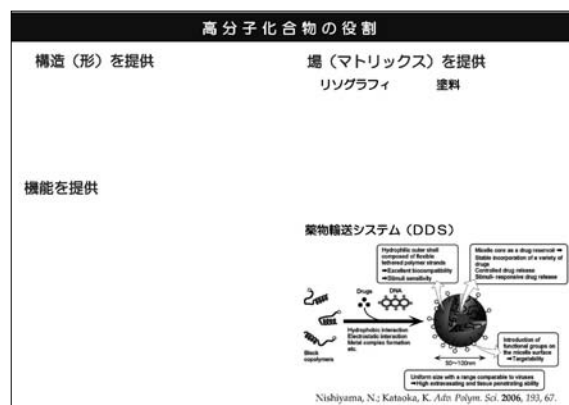 高分子化合物の役割
構造（形）を提供
場（マトリックス）を提供
リソグラフィ
塗料
機能を提供
薬物輸送システム（DDS）
Hydrophilic outer shell
composed of flexible
tethered polymer strands
➡Excellent biocompatibility
➡Stimuli sensitivity
Micelle core as a drug reservoir ➡
Stable incorporation of a variety of
drugs
Controlled drug release
Stimuli- responsive drug release
Drugs
DNA
Block
copolymers
Hydrophobic interaction
Electrostatic interaction
Metal complex formation
etc.
50~100nm
Introduction of
functional groups on
the micelle surface
➡Targetability
Uniform size with a range comparable to viruses
➡High extravasating and tissue penetrating ability
Nishiyama, N.; Kataoka, K. Adv. Polym. Sci. 2006, 193, 67.